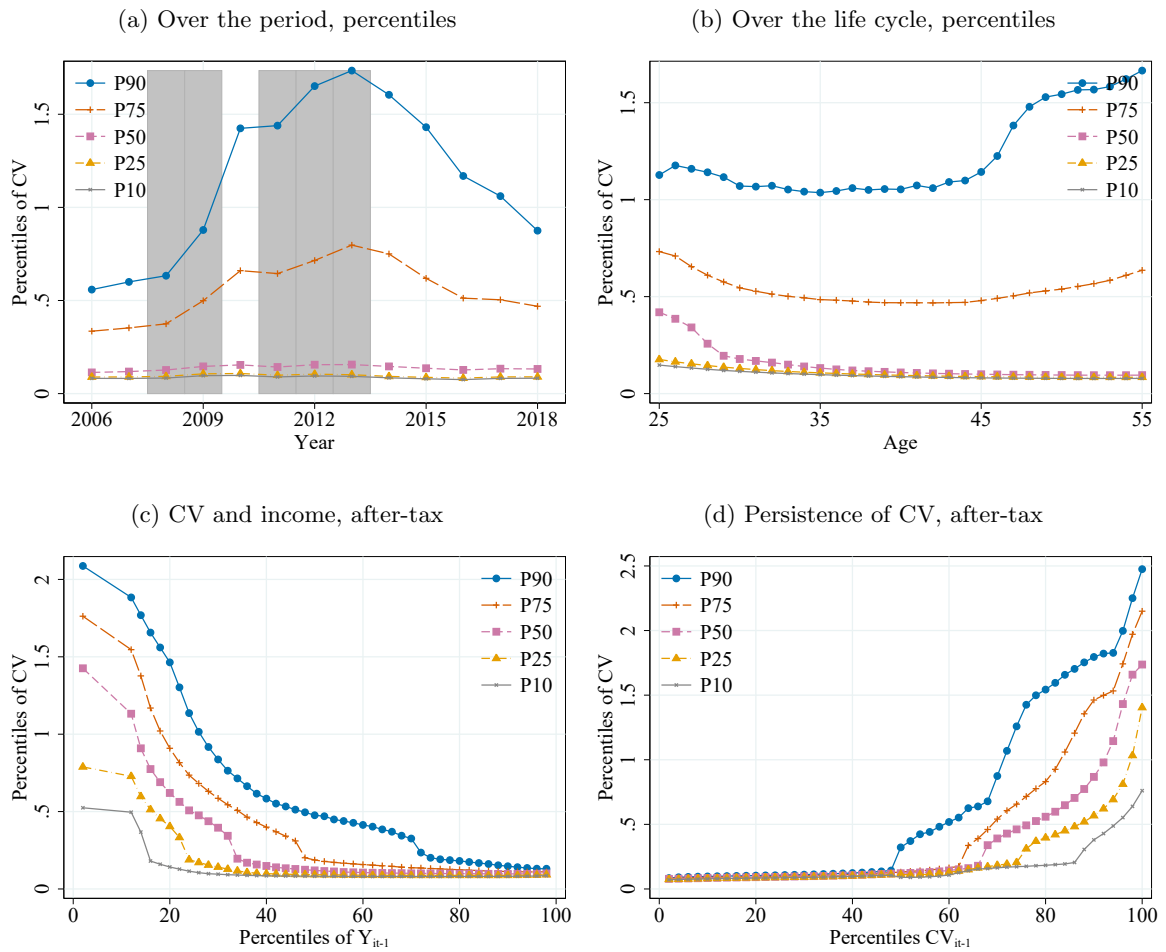 (a) Over the period, percentiles
Percentiles of CV
0 .5 1 1.5
P90
P75
P50
P25
P10
2006 2009 2012 2015 2018
Year
(b) Over the life cycle, percentiles
Percentiles of CV
0 .5 1 1.5
P90
P75
P50
P25
P10
25 35 45 55
Age
(c) CV and income, after-tax
Percentiles of CV
0 .5 1 1.5 2
P90
P75
P50
P25
P10
0 20 40 60 80 100
Percentiles of Y_{it-1}
(d) Persistence of CV, after-tax
Percentiles of CV
0 .5 1 1.5 2 2.5
P90
P75
P50
P25
P10
0 20 40 60 80 100
Percentiles CV_{it-1}